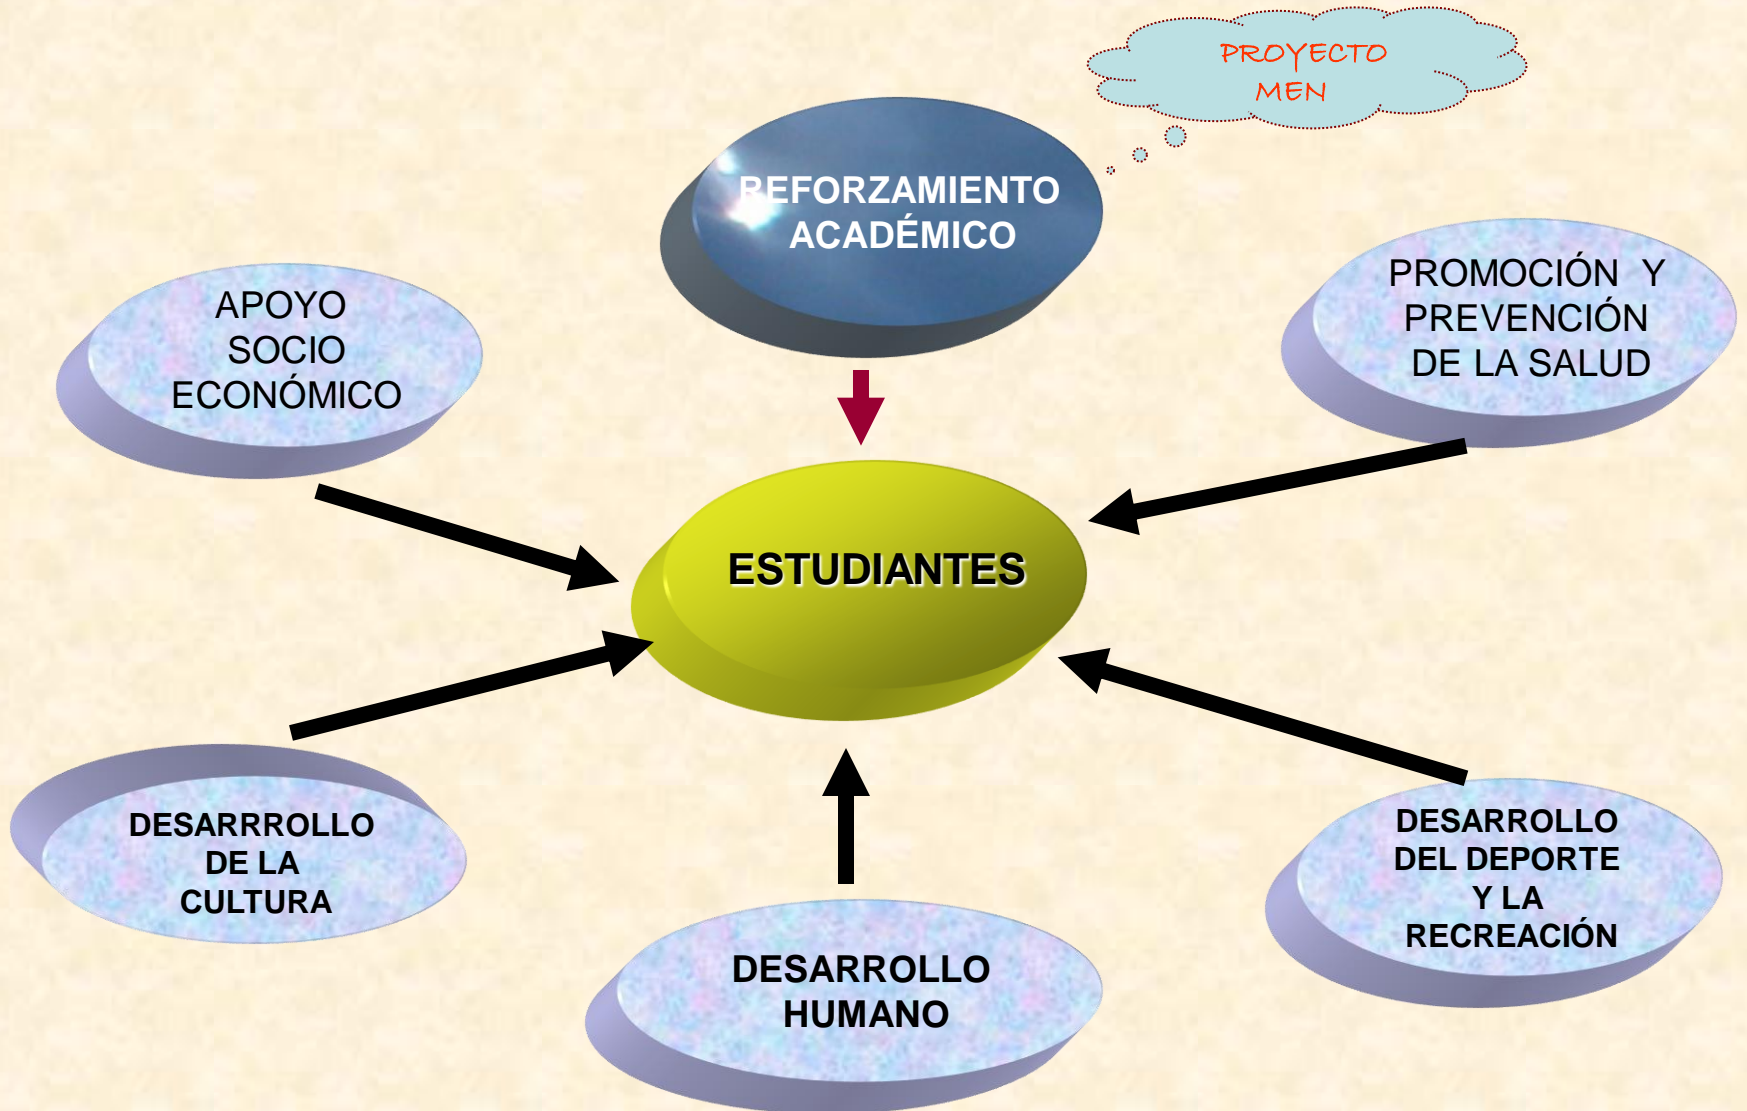 PROYECTO
MEN
REFORZAMIENTO
ACADÉMICO
APOYO
SOCIO
ECONÓMICO
PROMOCIÓN Y
PREVENCIÓN
DE LA SALUD
ESTUDIANTES
DESARRROLLO
DE LA
CULTURA
DESARROLLO
HUMANO
DESARROLLO
DEL DEPORTE
Y LA
RECREACIÓN